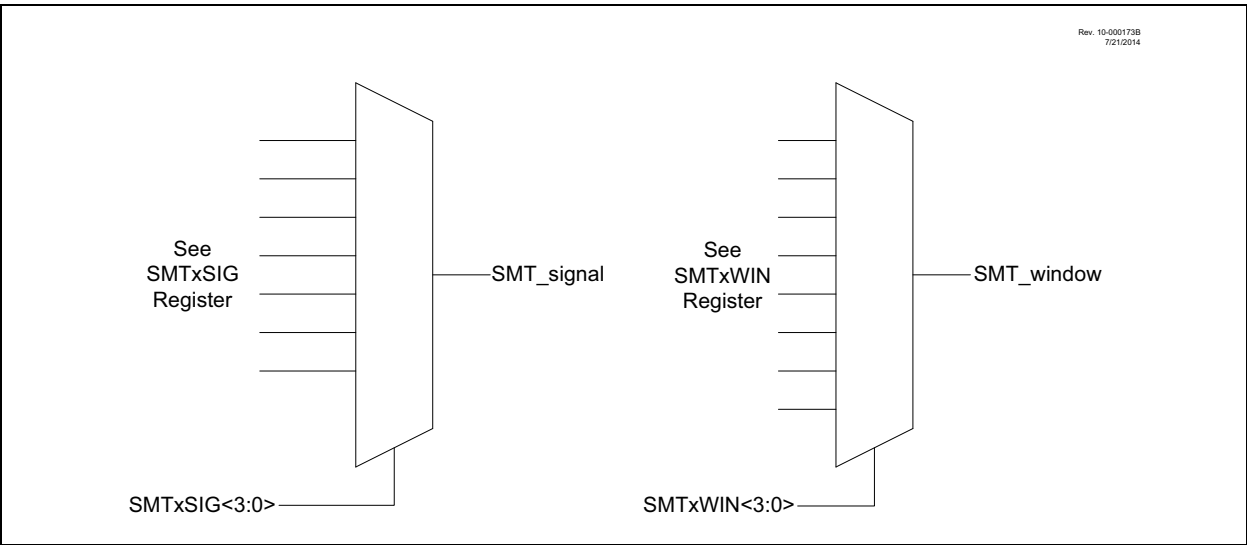 Rev. 10-000173B
7/21/2014
See
SMTxSIG
Register
SMT_signal
SMTxSIG<3:0>
See
SMTxWIN
Register
SMT_window
SMTxWIN<3:0>